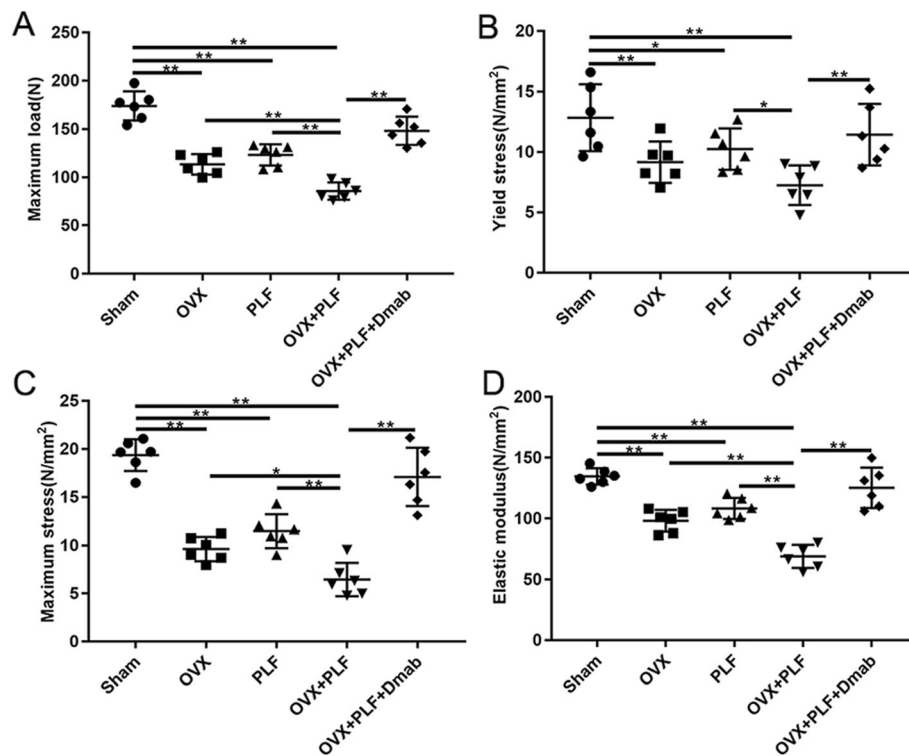 A
Maximum load(N)
250
200
150
100
50
0
**
**
**
**
**
**
Sham
OVX
PLF
OVX+PLF
OVX+PLF+Dmab
B
Yield stress(N/mm²)
20
15
10
5
0
**
*
**
**
*
Sham
OVX
PLF
OVX+PLF
OVX+PLF+Dmab
C
Maximum stress(N/mm²)
25
20
15
10
5
0
**
**
**
**
*
**
Sham
OVX
PLF
OVX+PLF
OVX+PLF+Dmab
D
Elastic modulus(N/mm²)
200
150
100
50
0
**
**
**
**
**
**
Sham
OVX
PLF
OVX+PLF
OVX+PLF+Dmab